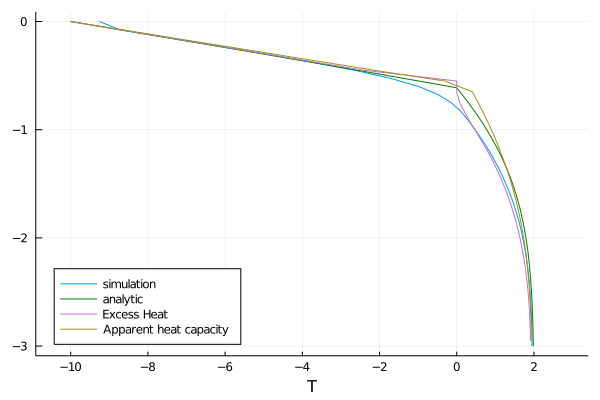 0
−1
−2
−3
simulation
analytic
Excess Heat
Apparent heat capacity
−10 −8 −6 −4 −2 0 2
T